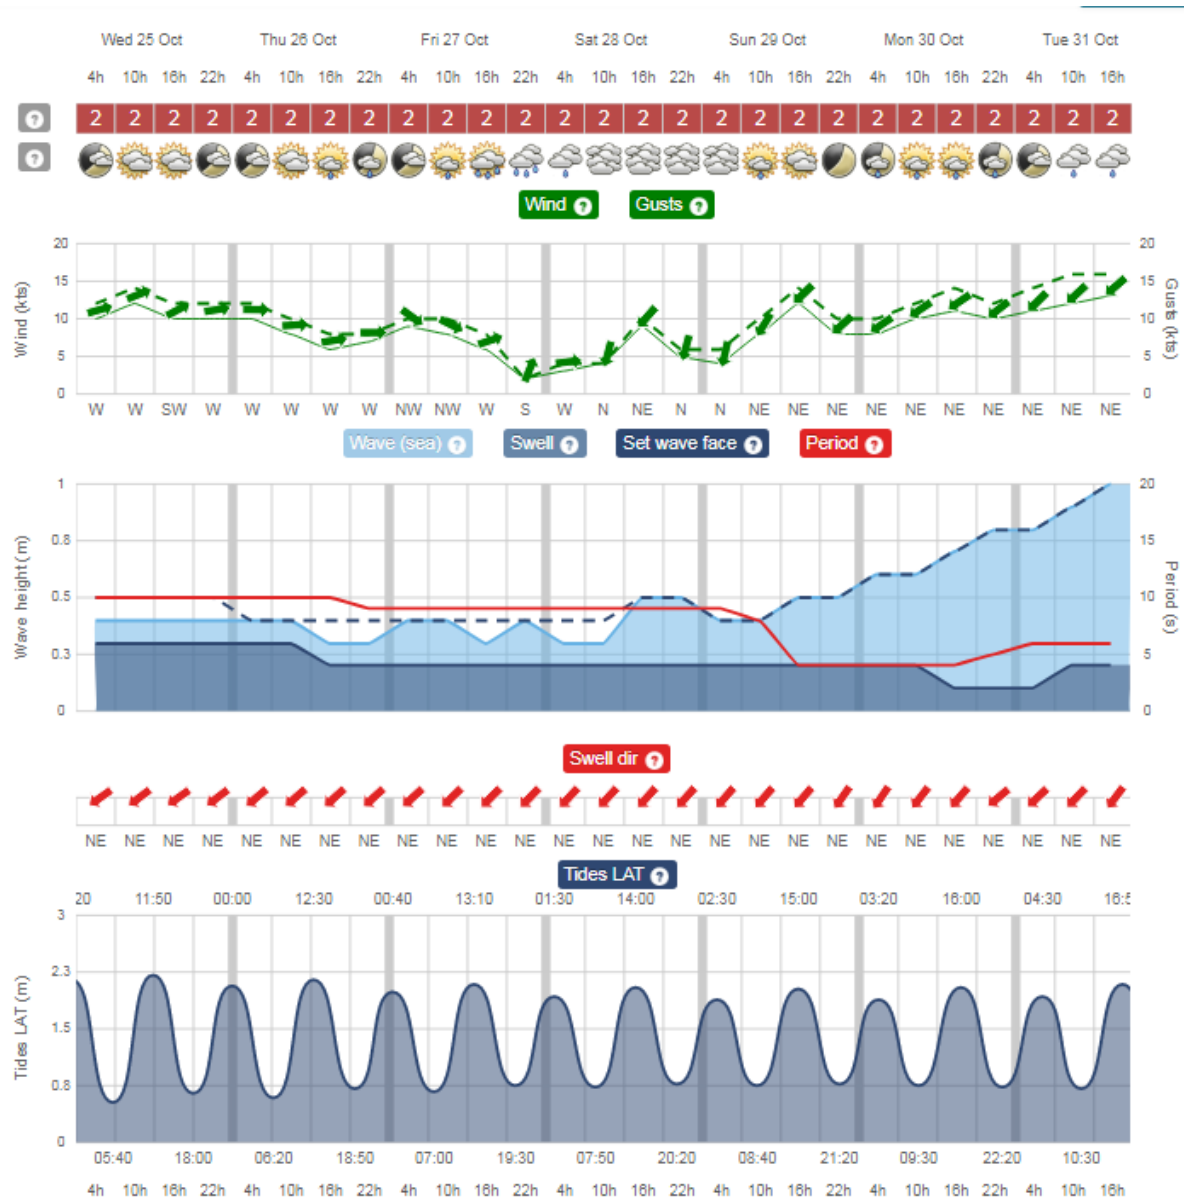 Wed 25 Oct Thu 26 Oct Fri 27 Oct Sat 28 Oct Sun 29 Oct Mon 30 Oct Tue 31 Oct
4h 10h 16h 22h 4h 10h 16h 22h 4h 10h 16h 22h 4h 10h 16h 22h 4h 10h 16h 22h 4h 10h 16h 22h 4h 10h 16h
? 2 2 2 2 2 2 2 2 2 2 2 2 2 2 2 2 2 2 2 2 2 2 2 2 2 2 2
?
Wind ? Gusts ?
20 20
15 15
10 10
5 5
0 0
Wind (kts)
Gusts (kts)
W W SW W W W W W NW NW W S W N NE N N NE NE NE NE NE NE NE NE NE NE
Wave (sea) ? Swell ? Set wave face ? Period ?
1 20
0.8 15
0.5 10
0.3 5
0 0
Wave height (m)
Period (s)
Swell dir ?
NE NE NE NE NE NE NE NE NE NE NE NE NE NE NE NE NE NE NE NE NE NE NE NE NE NE NE
Tides LAT ?
20 11:50 00:00 12:30 00:40 13:10 01:30 14:00 02:30 15:00 03:20 16:00 04:30 16:5
3
2.3
1.5
0.8
0
Tides LAT (m)
05:40 18:00 06:20 18:50 07:00 19:30 07:50 20:20 08:40 21:20 09:30 22:20 10:30
4h 10h 16h 22h 4h 10h 16h 22h 4h 10h 16h 22h 4h 10h 16h 22h 4h 10h 16h 22h 4h 10h 16h 22h 4h 10h 16h